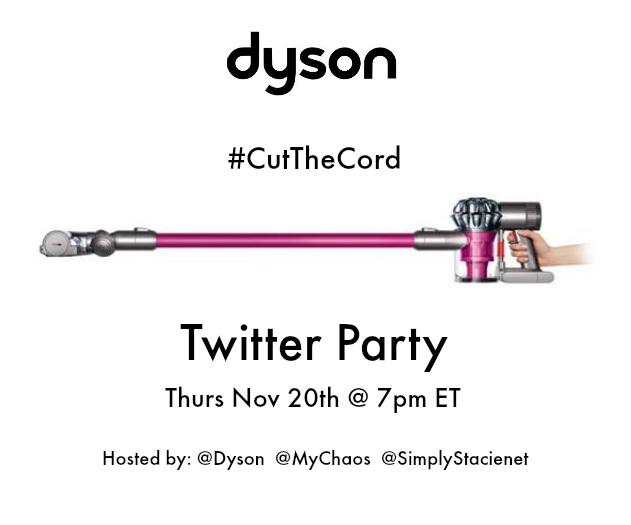 dyson
#CutTheCord
Twitter Party
Thurs Nov 20th @ 7pm ET
Hosted by: @Dyson @MyChaos @SimplyStacienet